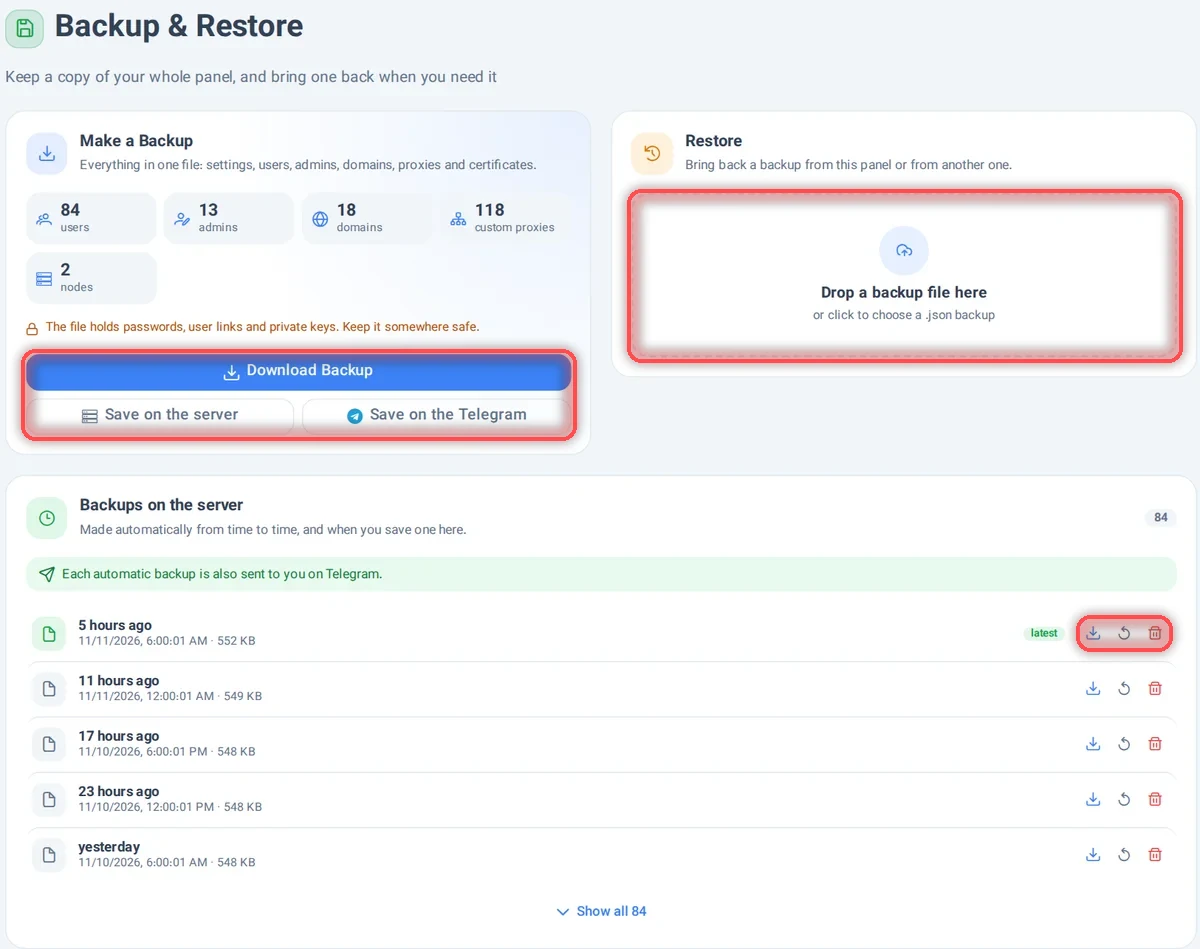 Backup & Restore
Keep a copy of your whole panel, and bring one back when you need it
Make a Backup
Everything in one file: settings, users, admins, domains, proxies and certificates.
84
users
13
admins
18
domains
118
custom proxies
2
nodes
The file holds passwords, user links and private keys. Keep it somewhere safe.
Download Backup
Save on the server
Save on the Telegram
Restore
Bring back a backup from this panel or from another one.
Drop a backup file here
or click to choose a .json backup
Backups on the server
Made automatically from time to time, and when you save one here.
84
Each automatic backup is also sent to you on Telegram.
5 hours ago
11/11/2026, 6:00:01 AM · 552 KB
latest
11 hours ago
11/11/2026, 12:00:01 AM · 549 KB
17 hours ago
11/10/2026, 6:00:01 PM · 548 KB
23 hours ago
11/10/2026, 12:00:01 PM · 548 KB
yesterday
11/10/2026, 6:00:01 AM · 548 KB
Show all 84